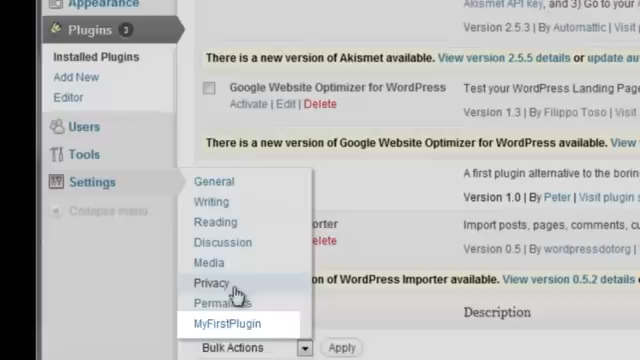 Appearance
Plugins 3
Installed Plugins
Add New
Editor
Users
Tools
Settings
Collapse menu
General
Writing
Reading
Discussion
Media
Privacy
MyFirstPlugin
Akismet API key, and 3) Go to your
Version 2.5.3 | By Automattic | Visit
There is a new version of Akismet available. View version 2.5.5 details or update au
Google Website Optimizer for WordPress
Test your WordPress Landing Page
Activate | Edit | Delete
Version 1.3 | By Filippo Toso | Visit
There is a new version of Google Website Optimizer for WordPress available. View
A first plugin alternative to the borin
Version 1.0 | By Peter | Visit plugin s
orter
Import posts, pages, comments, cu
elete
Version 0.5 | By wordpressdotorg |
on of WordPress Importer available. View version 0.5.2 details
Description
Bulk Actions
Apply